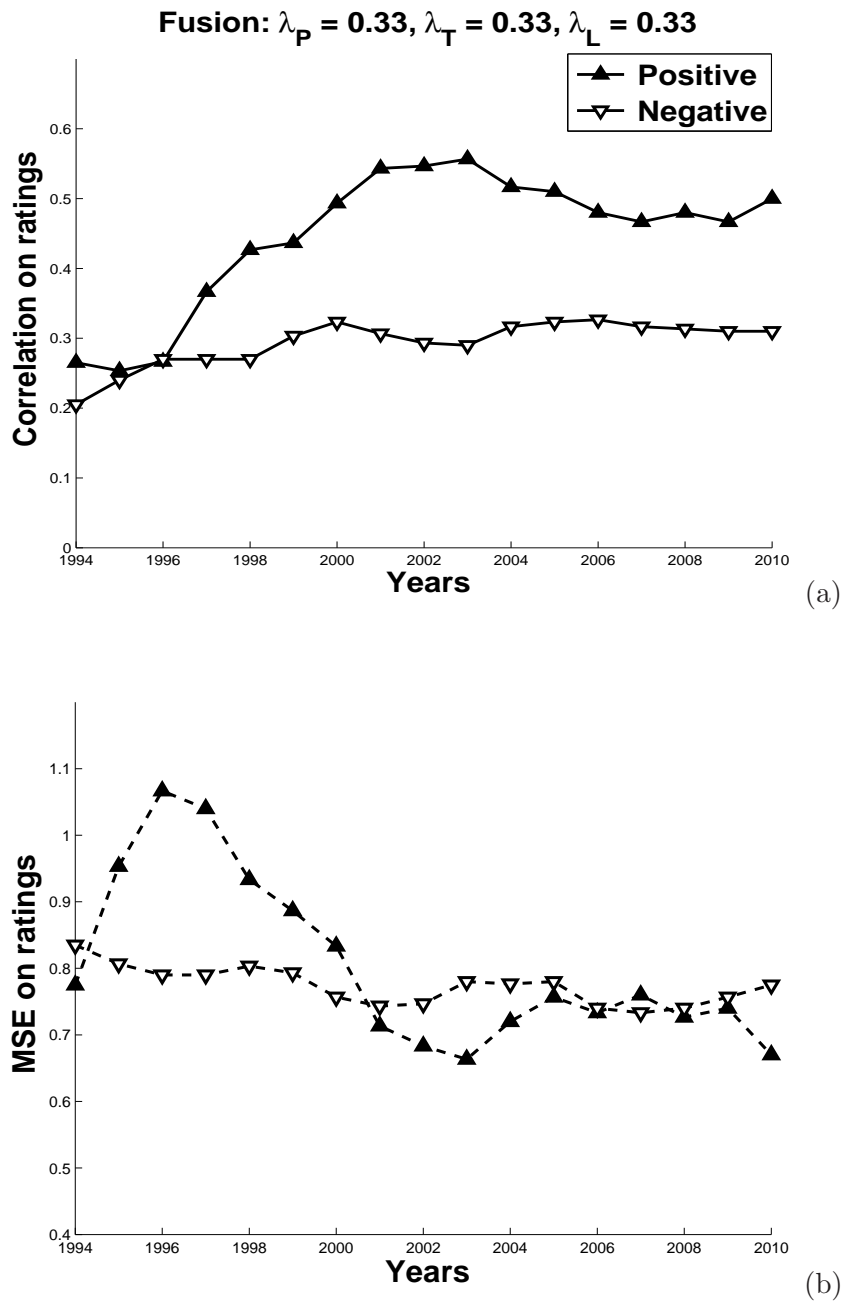 Fusion: λP = 0.33, λT = 0.33, λL = 0.33
Positive
Negative
Correlation on ratings
0.6
0.5
0.4
0.3
0.2
0.1
0
1994 1996 1998 2000 2002 2004 2006 2008 2010
Years
(a)
MSE on ratings
1.1
1
0.9
0.8
0.7
0.6
0.5
0.4
1994 1996 1998 2000 2002 2004 2006 2008 2010
Years
(b)